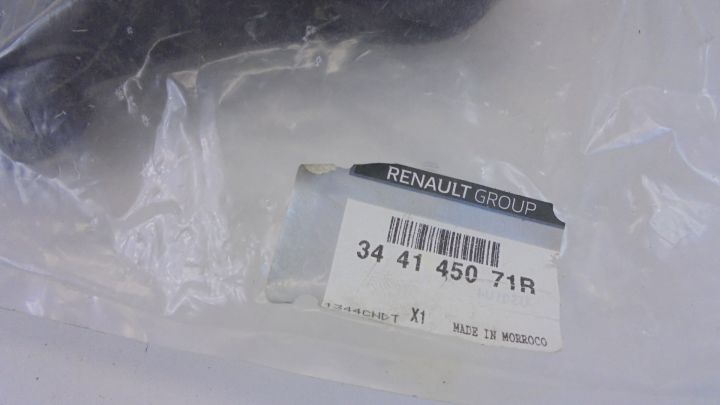 RENAULT GROUP
34 41 450 71R
1344CNDT X1
MADE IN MORROCO